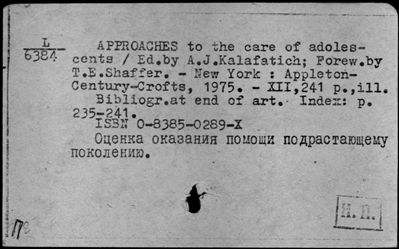 L
6384
APPROACHES to the care of adoles-
cents / Ed.by A.J.Kalafatich; Forew.by
T.E.Shaffer. - New York : Appleton-
Century-Crofts, 1975. - XII,241 p.,ill.
Bibliogr.at end of art. Index: p.
235-241.
ISBN 0-8385-0289-X
Оценка оказания помощи подрастающему
поколению.
И.П.